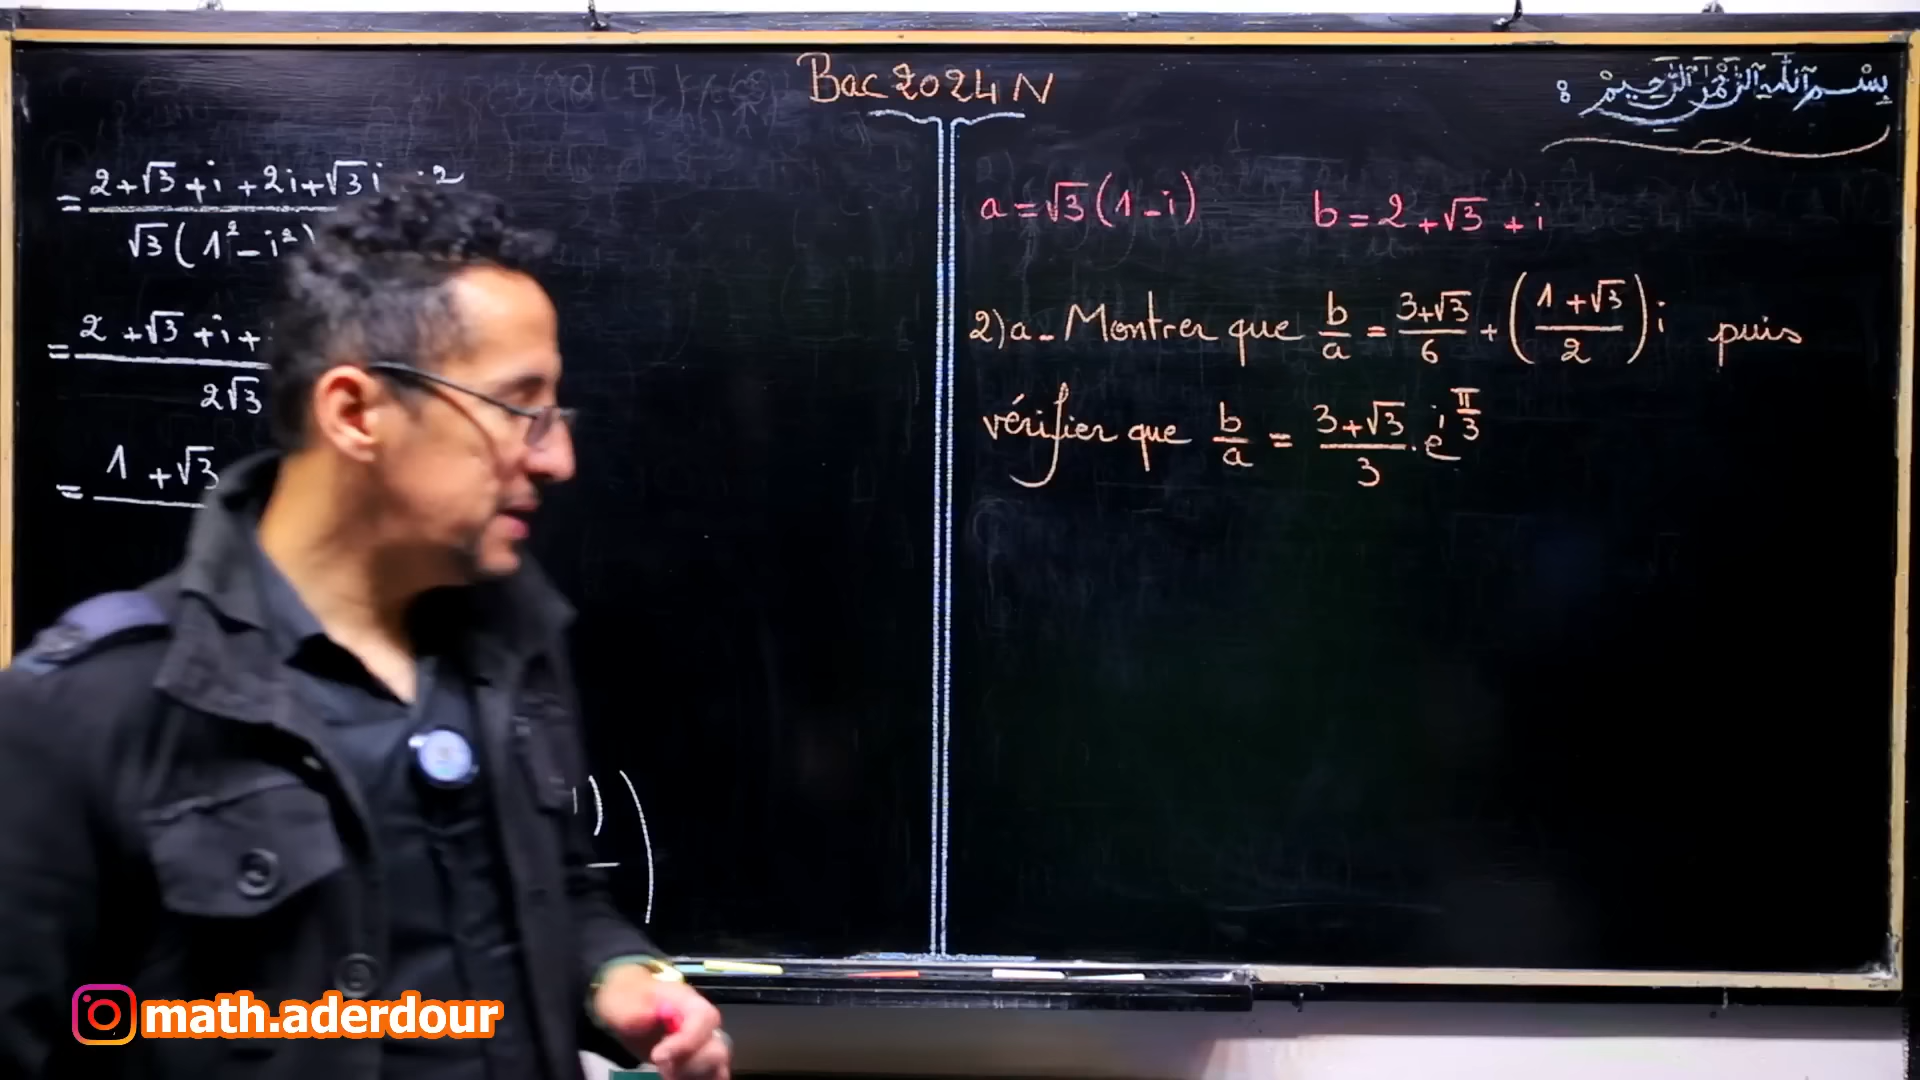 Bac 2024 N
بسم الله الرحمن الرحيم :
= (2+√3+i+2i+√3i i²)/(√3(1²-i²)
= (2+√3+i+)/(2√3)
= 1+√3
a=√3(1-i) b=2+√3+i
2)a-Montrer que b/a = (3+√3)/6 + ((1+√3)/2)i puis
vérifier que b/a = (3+√3)/3 . e^(iπ/3)
))
math.aderdour